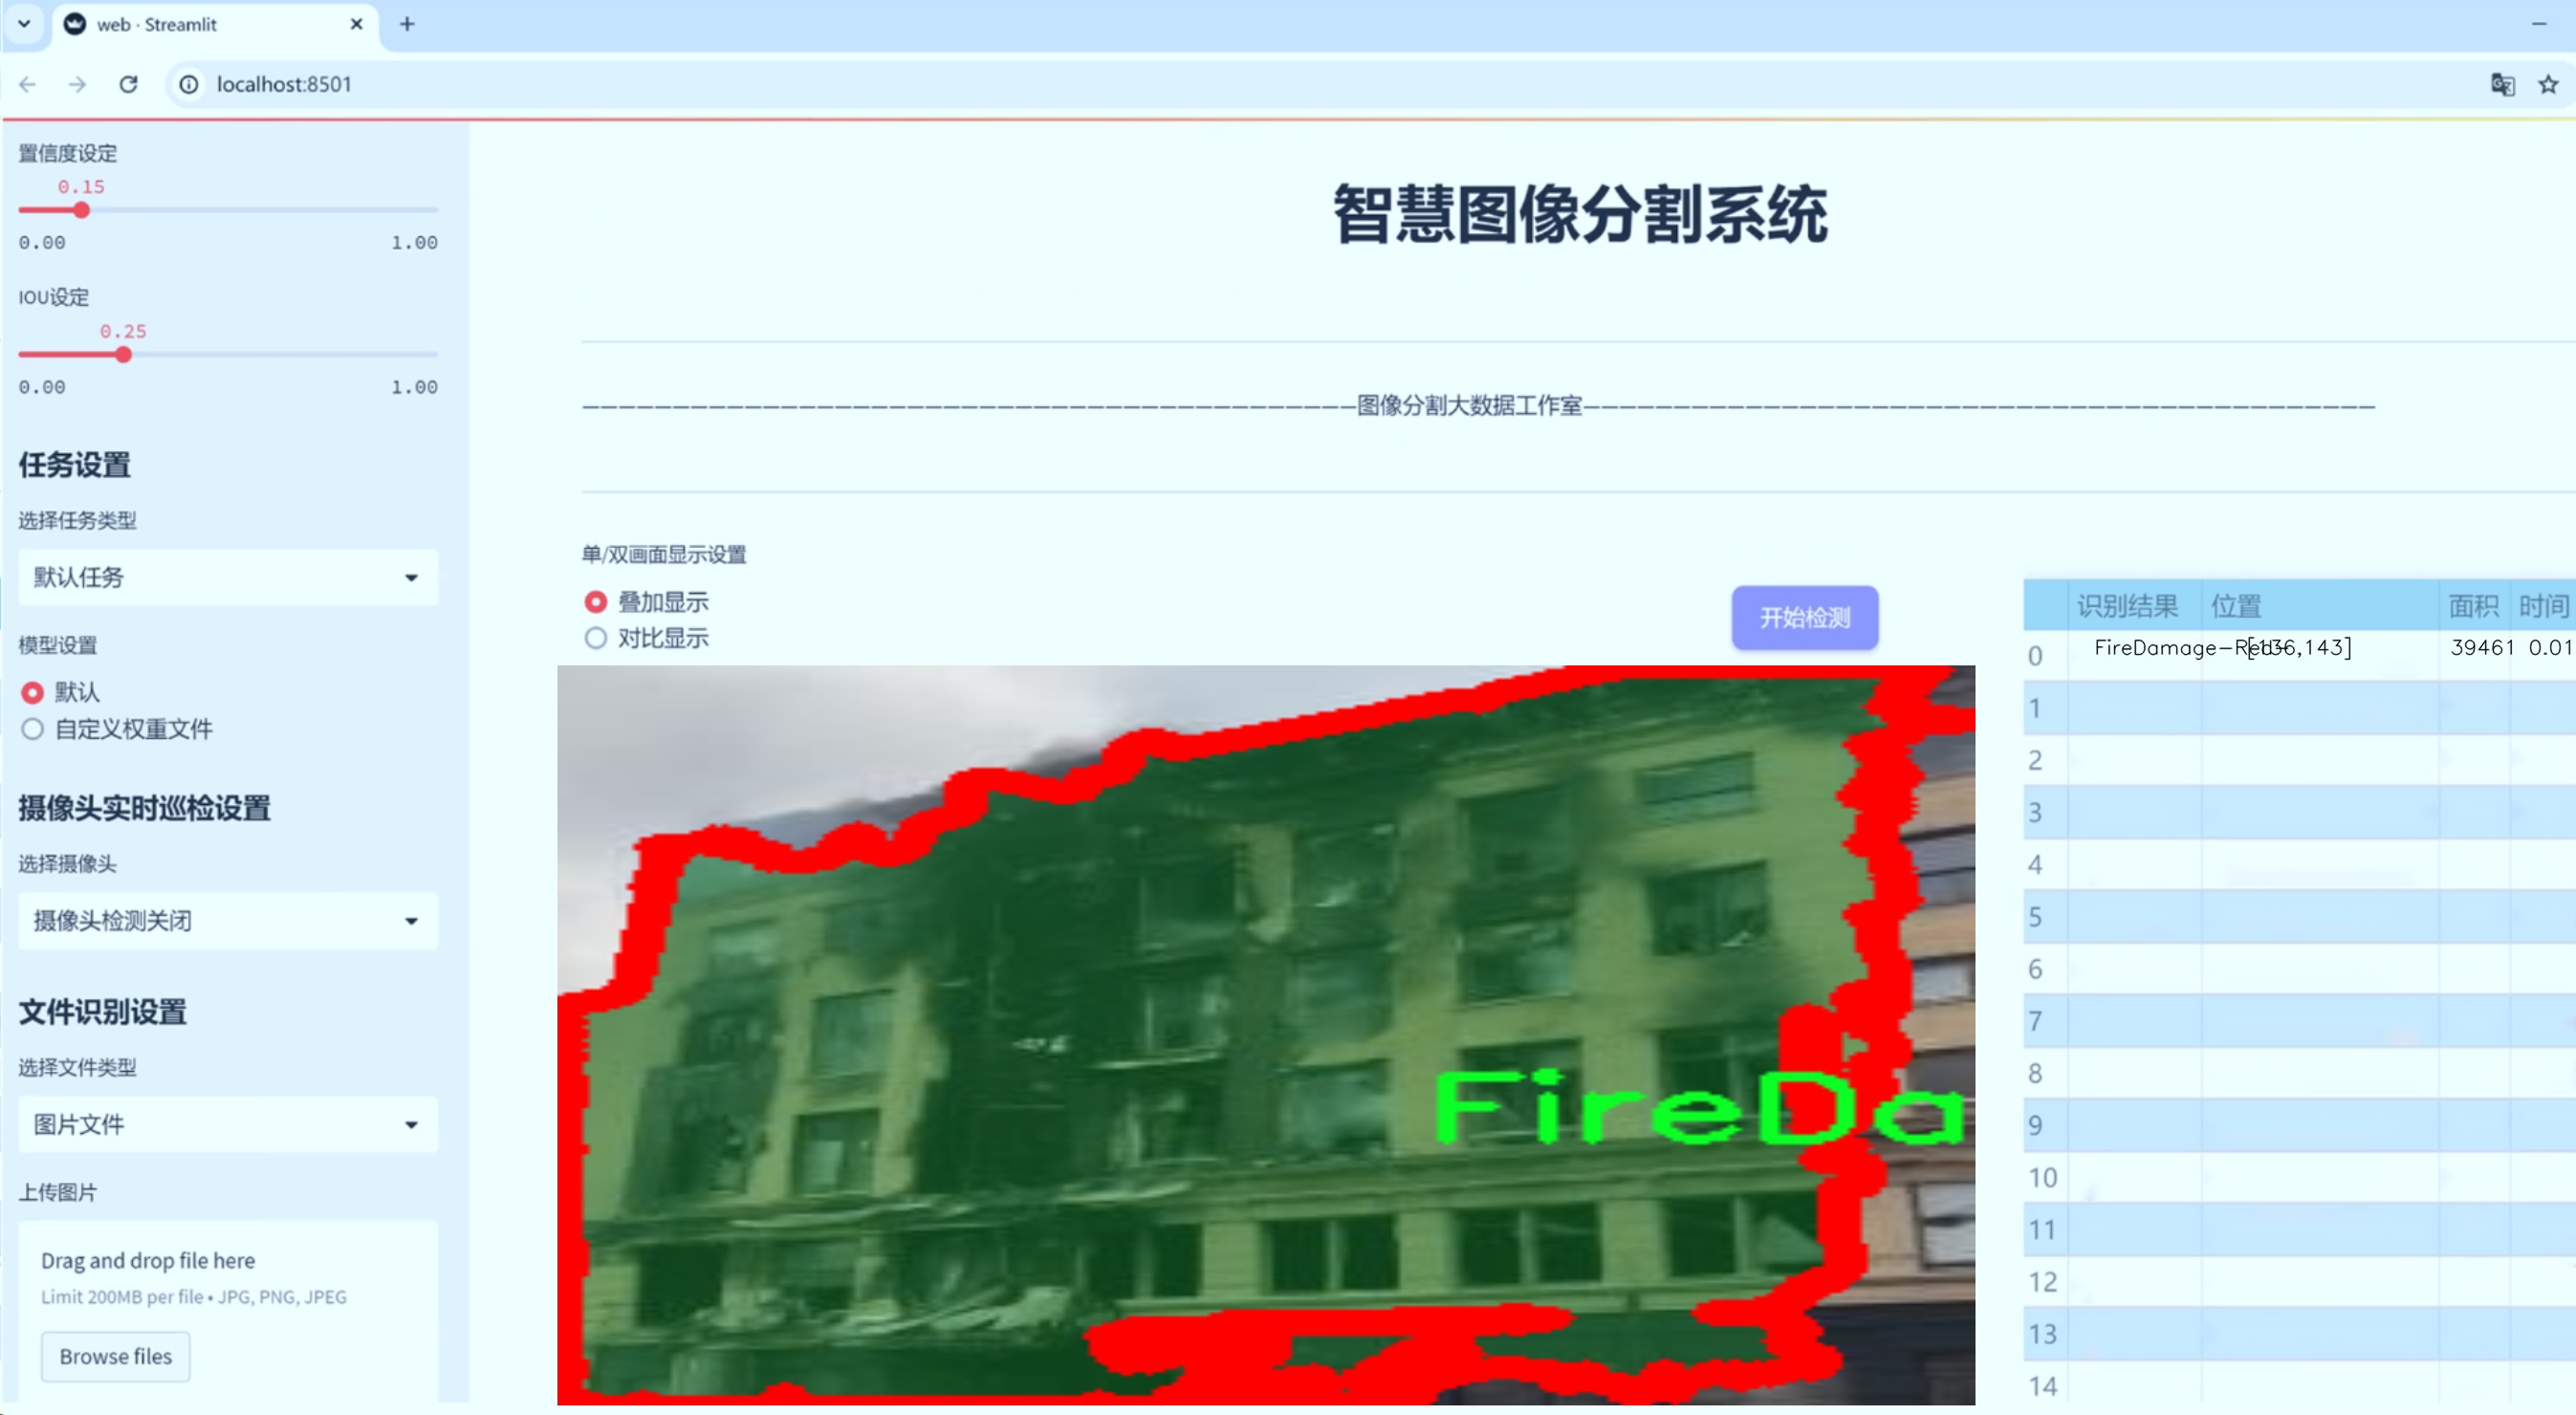 web · Streamlit
localhost:8501
置信度设定
0.15
0.00 1.00
IOU设定
0.25
0.00 1.00
任务设置
选择任务类型
默认任务
模型设置
默认
自定义权重文件
摄像头实时巡检设置
选择摄像头
摄像头检测关闭
文件识别设置
选择文件类型
图片文件
上传图片
Drag and drop file here
Limit 200MB per file • JPG, PNG, JPEG
Browse files
智慧图像分割系统
图像分割大数据工作室
单/双画面显示设置
叠加显示
对比显示
开始检测
FireDa
识别结果 位置 面积 时间
0 FireDamage-Red- [136,143] 39461 0.01
1
2
3
4
5
6
7
8
9
10
11
12
13
14